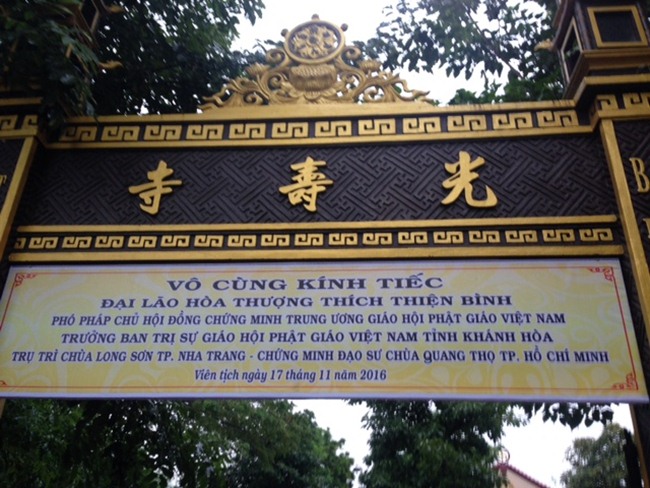 寺壽光
VÔ CÙNG KÍNH TIẾC
ĐẠI LÃO HÒA THƯỢNG THÍCH THIỆN BÌNH
PHÓ PHÁP CHỦ HỘI ĐỒNG CHỨNG MINH TRUNG ƯƠNG GIÁO HỘI PHẬT GIÁO VIỆT NAM
TRƯỞNG BAN TRỊ SỰ GIÁO HỘI PHẬT GIÁO VIỆT NAM TỈNH KHÁNH HÒA
TRỤ TRÌ CHÙA LONG SƠN TP. NHA TRANG - CHỨNG MINH ĐẠO SƯ CHÙA QUANG THỌ TP. HỒ CHÍ MINH
Viên tịch ngày 17 tháng 11 năm 2016